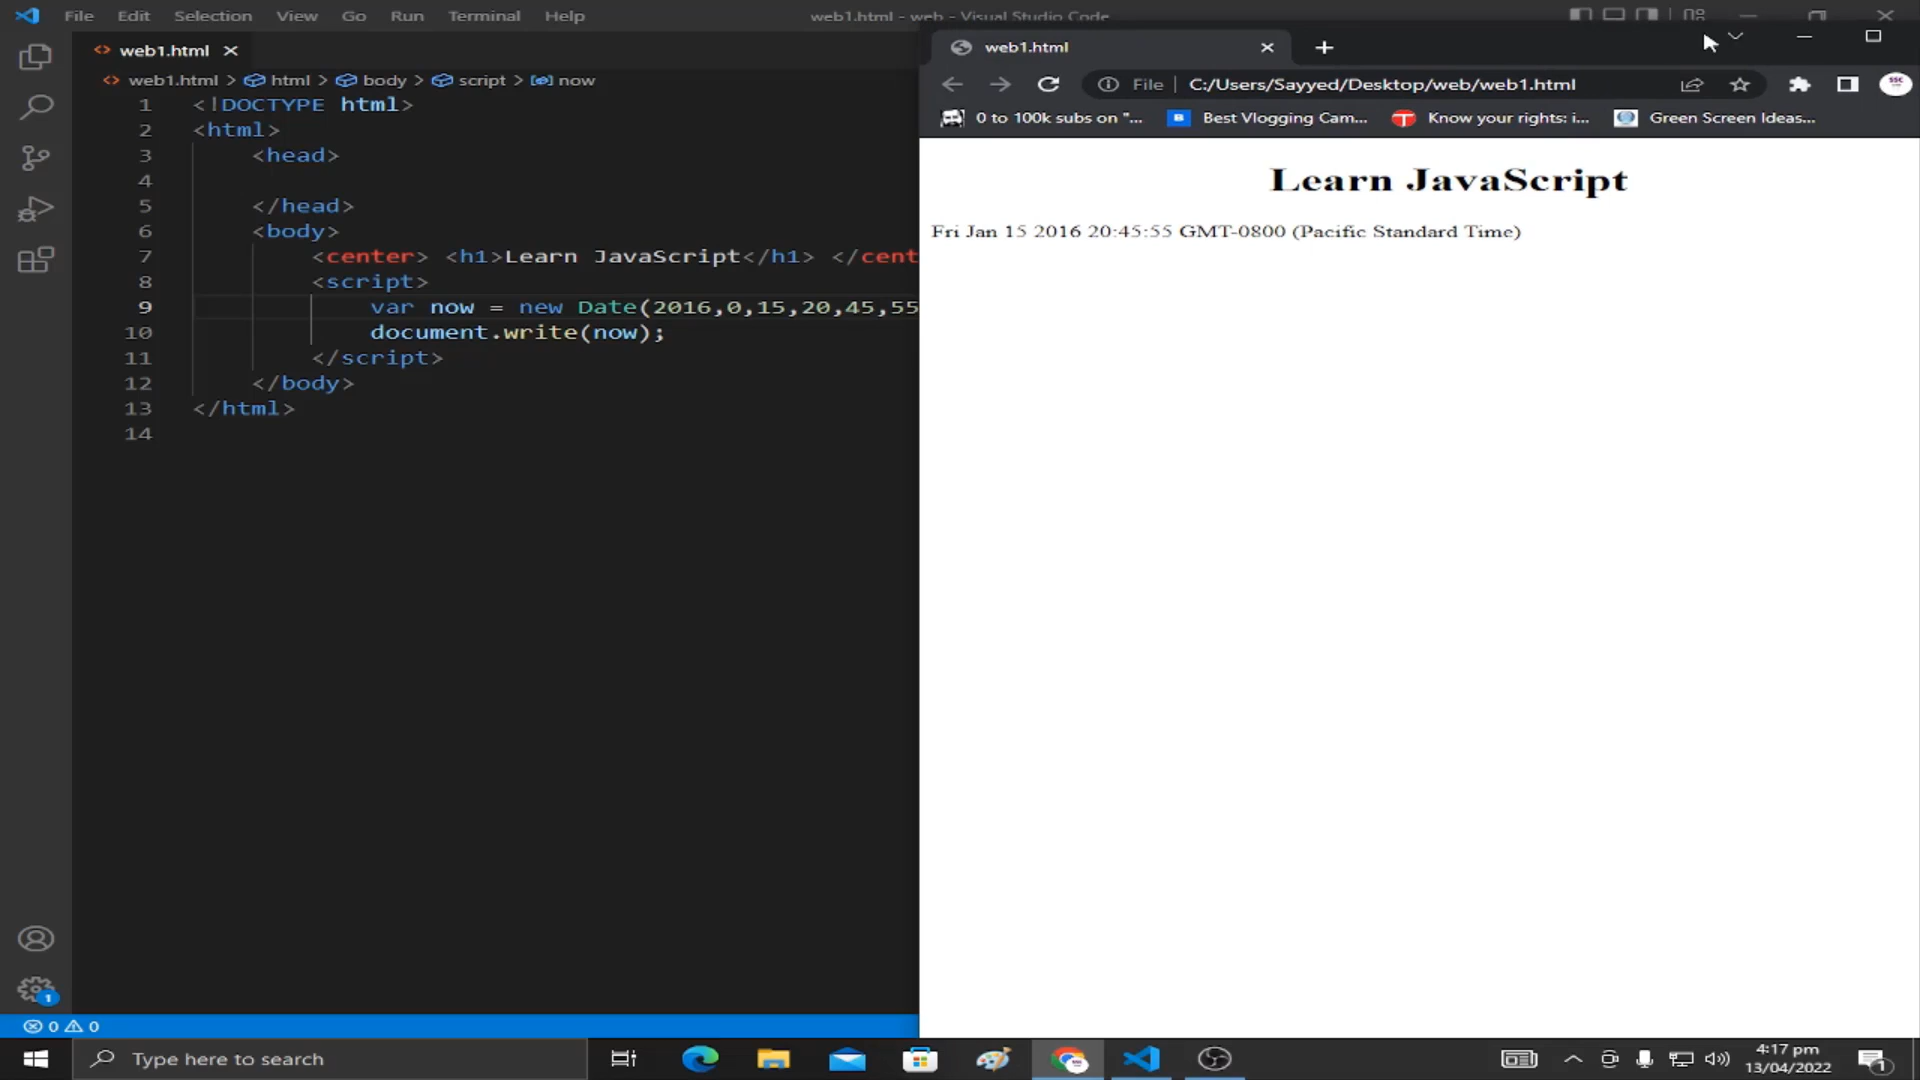 File Edit Selection View Go Run Terminal Help web1.html - web - Visual Studio Code
web1.html
web1.html > html > body > script > now
1 <!DOCTYPE html>
2 <html>
3 <head>
4
5 </head>
6 <body>
7 <center> <h1>Learn JavaScript</h1> </cent
8 <script>
9 var now = new Date(2016,0,15,20,45,55
10 document.write(now);
11 </script>
12 </body>
13 </html>
14
1
0 0
web1.html
File C:/Users/Sayyed/Desktop/web/web1.html
0 to 100k subs on "... Best Vlogging Cam... Know your rights: i... Green Screen Ideas...
Learn JavaScript
Fri Jan 15 2016 20:45:55 GMT-0800 (Pacific Standard Time)
Type here to search
4:17 pm
13/04/2022
1